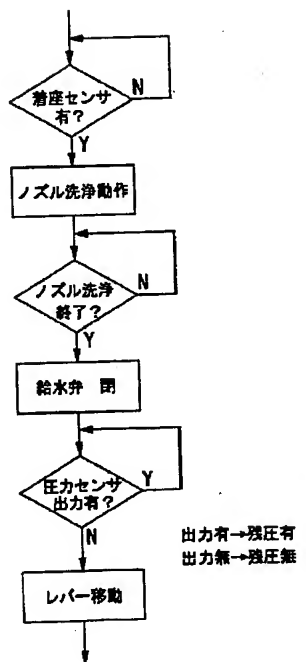 着座センサ
有?
N
Y
ノズル洗浄動作
ノズル洗浄
終了?
N
Y
給水弁 閉
圧力センサ
出力有?
Y
N
出力有→残圧有
出力無→残圧無
レバー移動